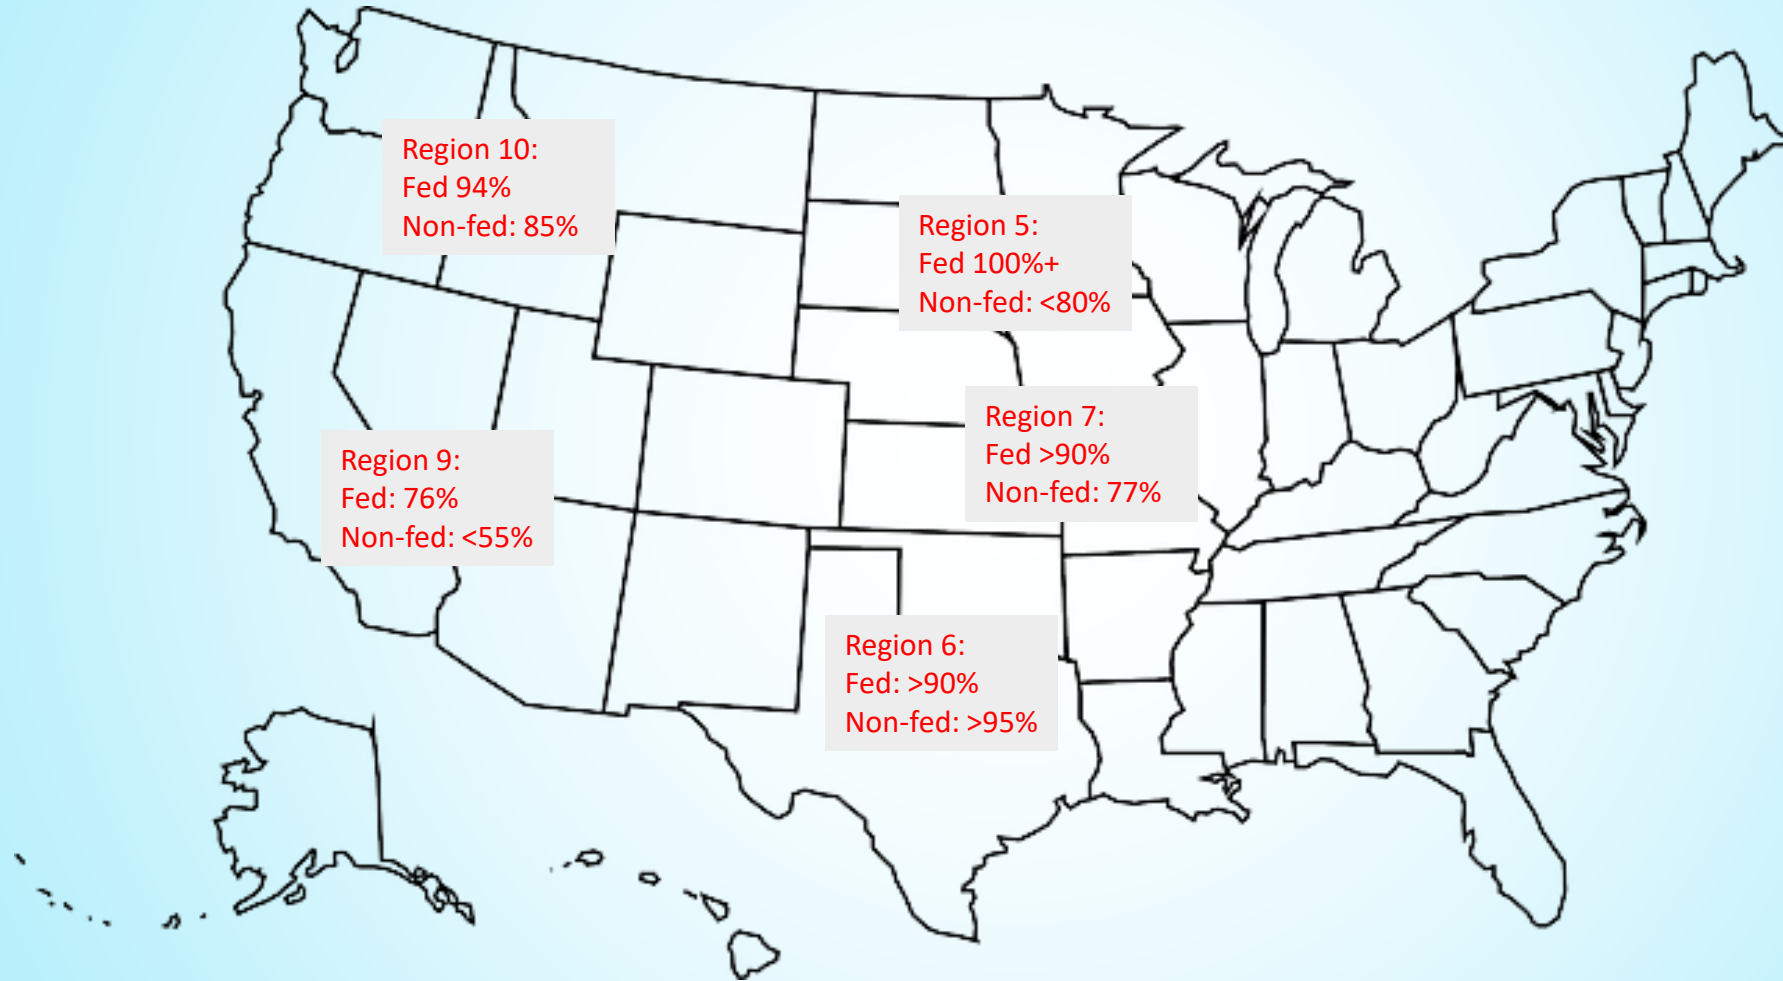 Region 10:
Fed 94%
Non-fed: 85%
Region 5:
Fed 100%+
Non-fed: <80%
Region 7:
Fed >90%
Non-fed: 77%
Region 9:
Fed: 76%
Non-fed: <55%
Region 6:
Fed: >90%
Non-fed: >95%